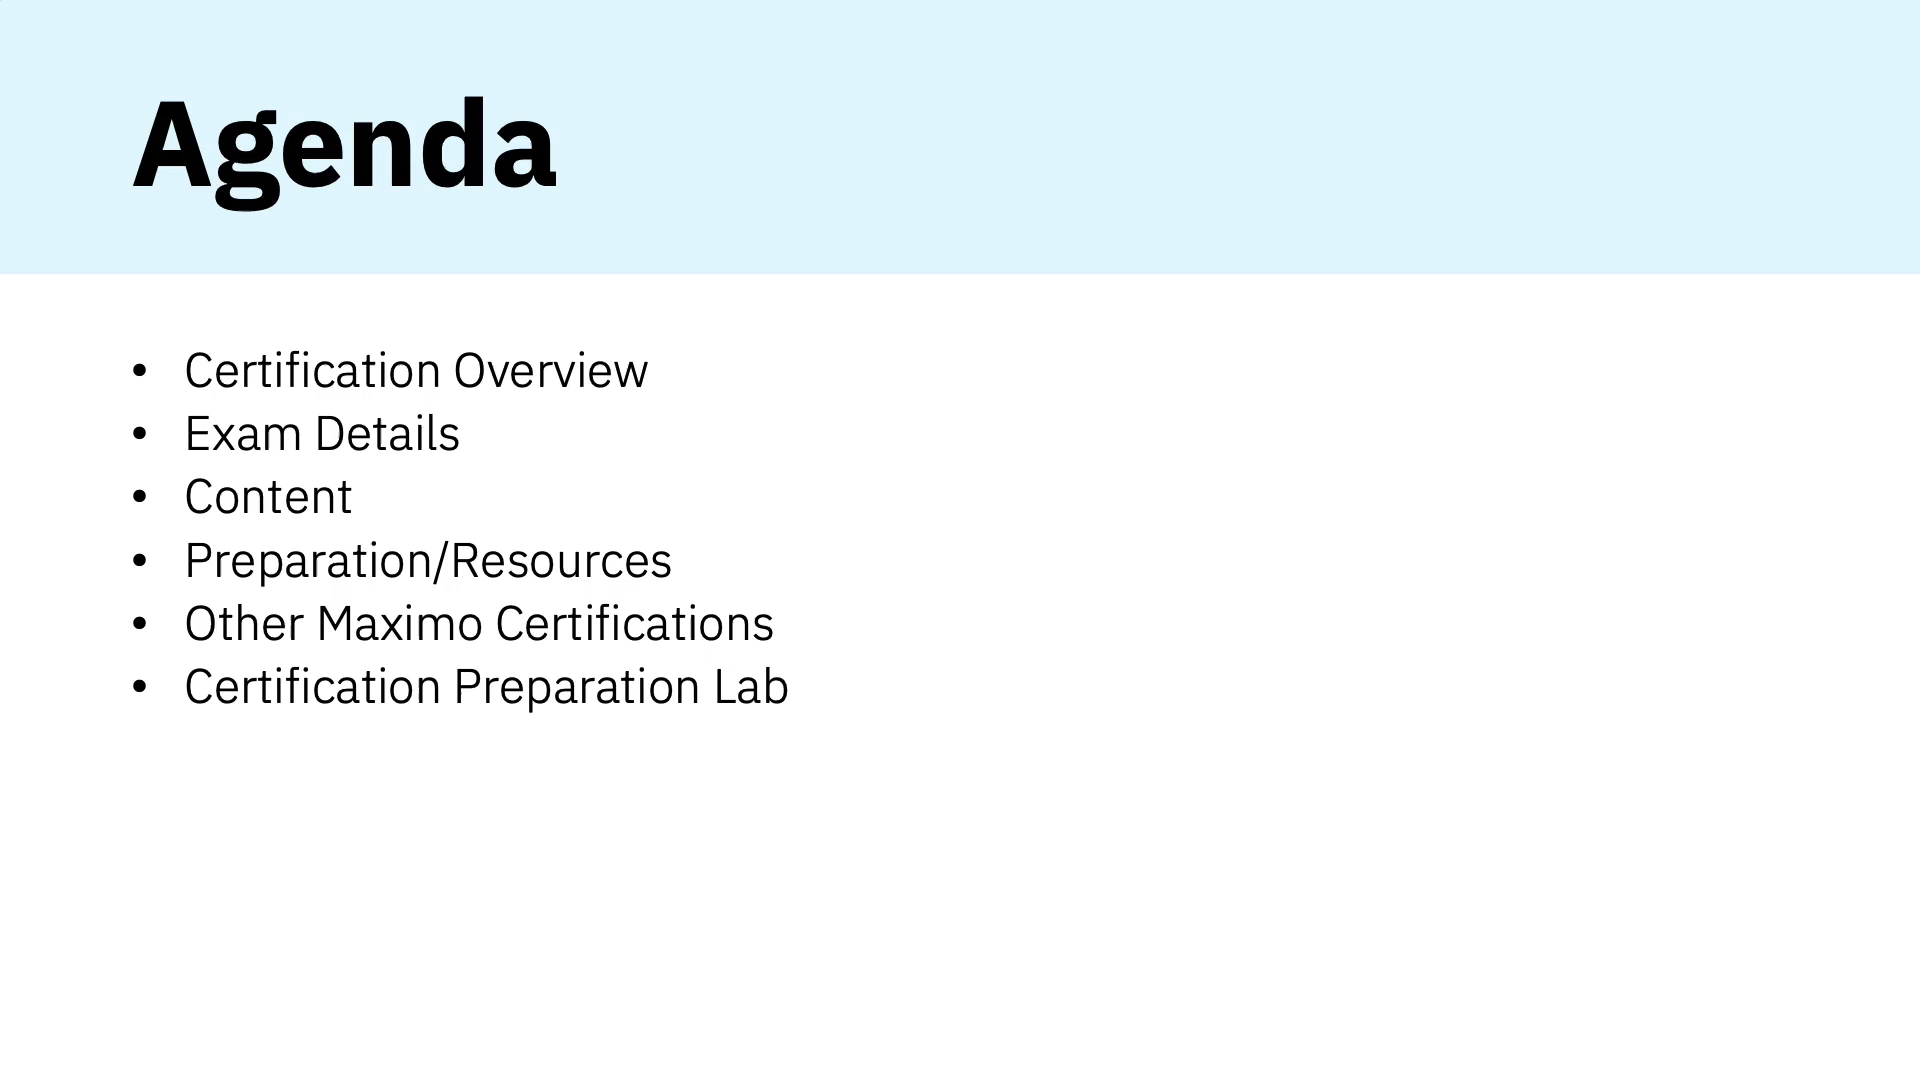 Agenda
• Certification Overview
• Exam Details
• Content
• Preparation/Resources
• Other Maximo Certifications
• Certification Preparation Lab